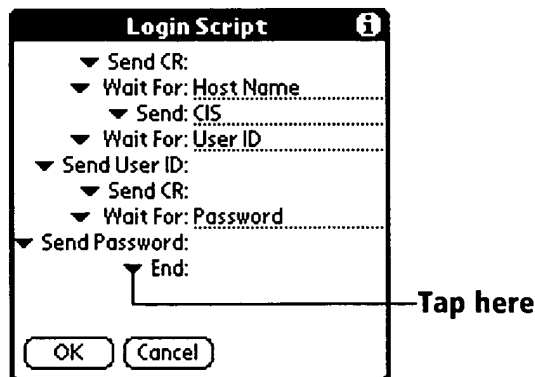 Login Script i
Send CR:
Wait For: Host Name
Send: CIS
Wait For: User ID
Send User ID:
Send CR:
Wait For: Password
Send Password:
End:
Tap here
OK Cancel